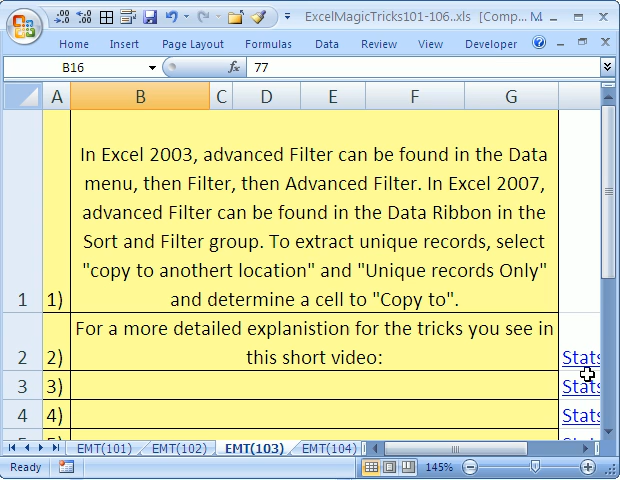 ExcelMagicTricks101-106..xls [Comp... M
Home Insert Page Layout Formulas Data Review View Developer
B16 fx 77
A B C D E F G
In Excel 2003, advanced Filter can be found in the Data
menu, then Filter, then Advanced Filter. In Excel 2007,
advanced Filter can be found in the Data Ribbon in the
Sort and Filter group. To extract unique records, select
"copy to anothert location" and "Unique records Only"
1 1) and determine a cell to "Copy to".
For a more detailed explanistion for the tricks you see in
2 2) this short video: Stats
3 3) Stats
4 4) Stats
EMT(101) EMT(102) EMT(103) EMT(104)
Ready 145%